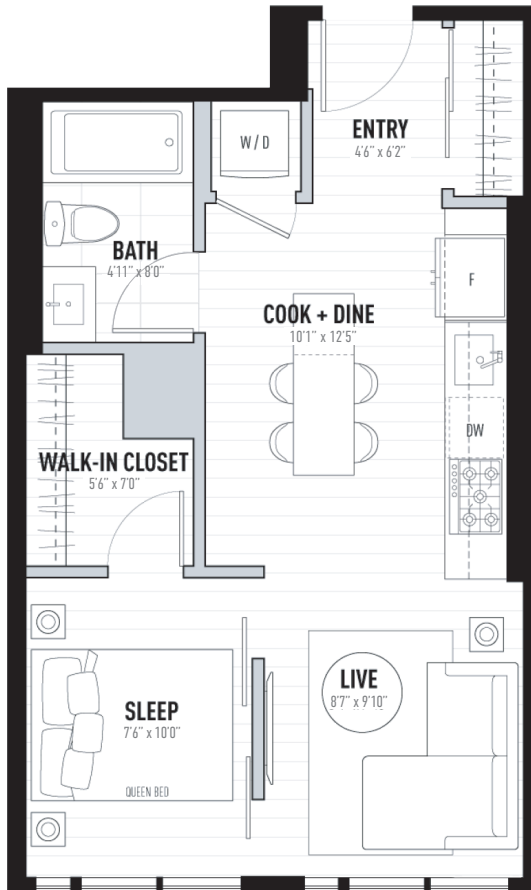 W/D
ENTRY
4'6" x 6'2"
BATH
4'11" x 8'0"
F
COOK + DINE
10'1" x 12'5"
DW
WALK-IN CLOSET
5'6" x 7'0"
LIVE
8'7" x 9'10"
SLEEP
7'6" x 10'0"
QUEEN BED